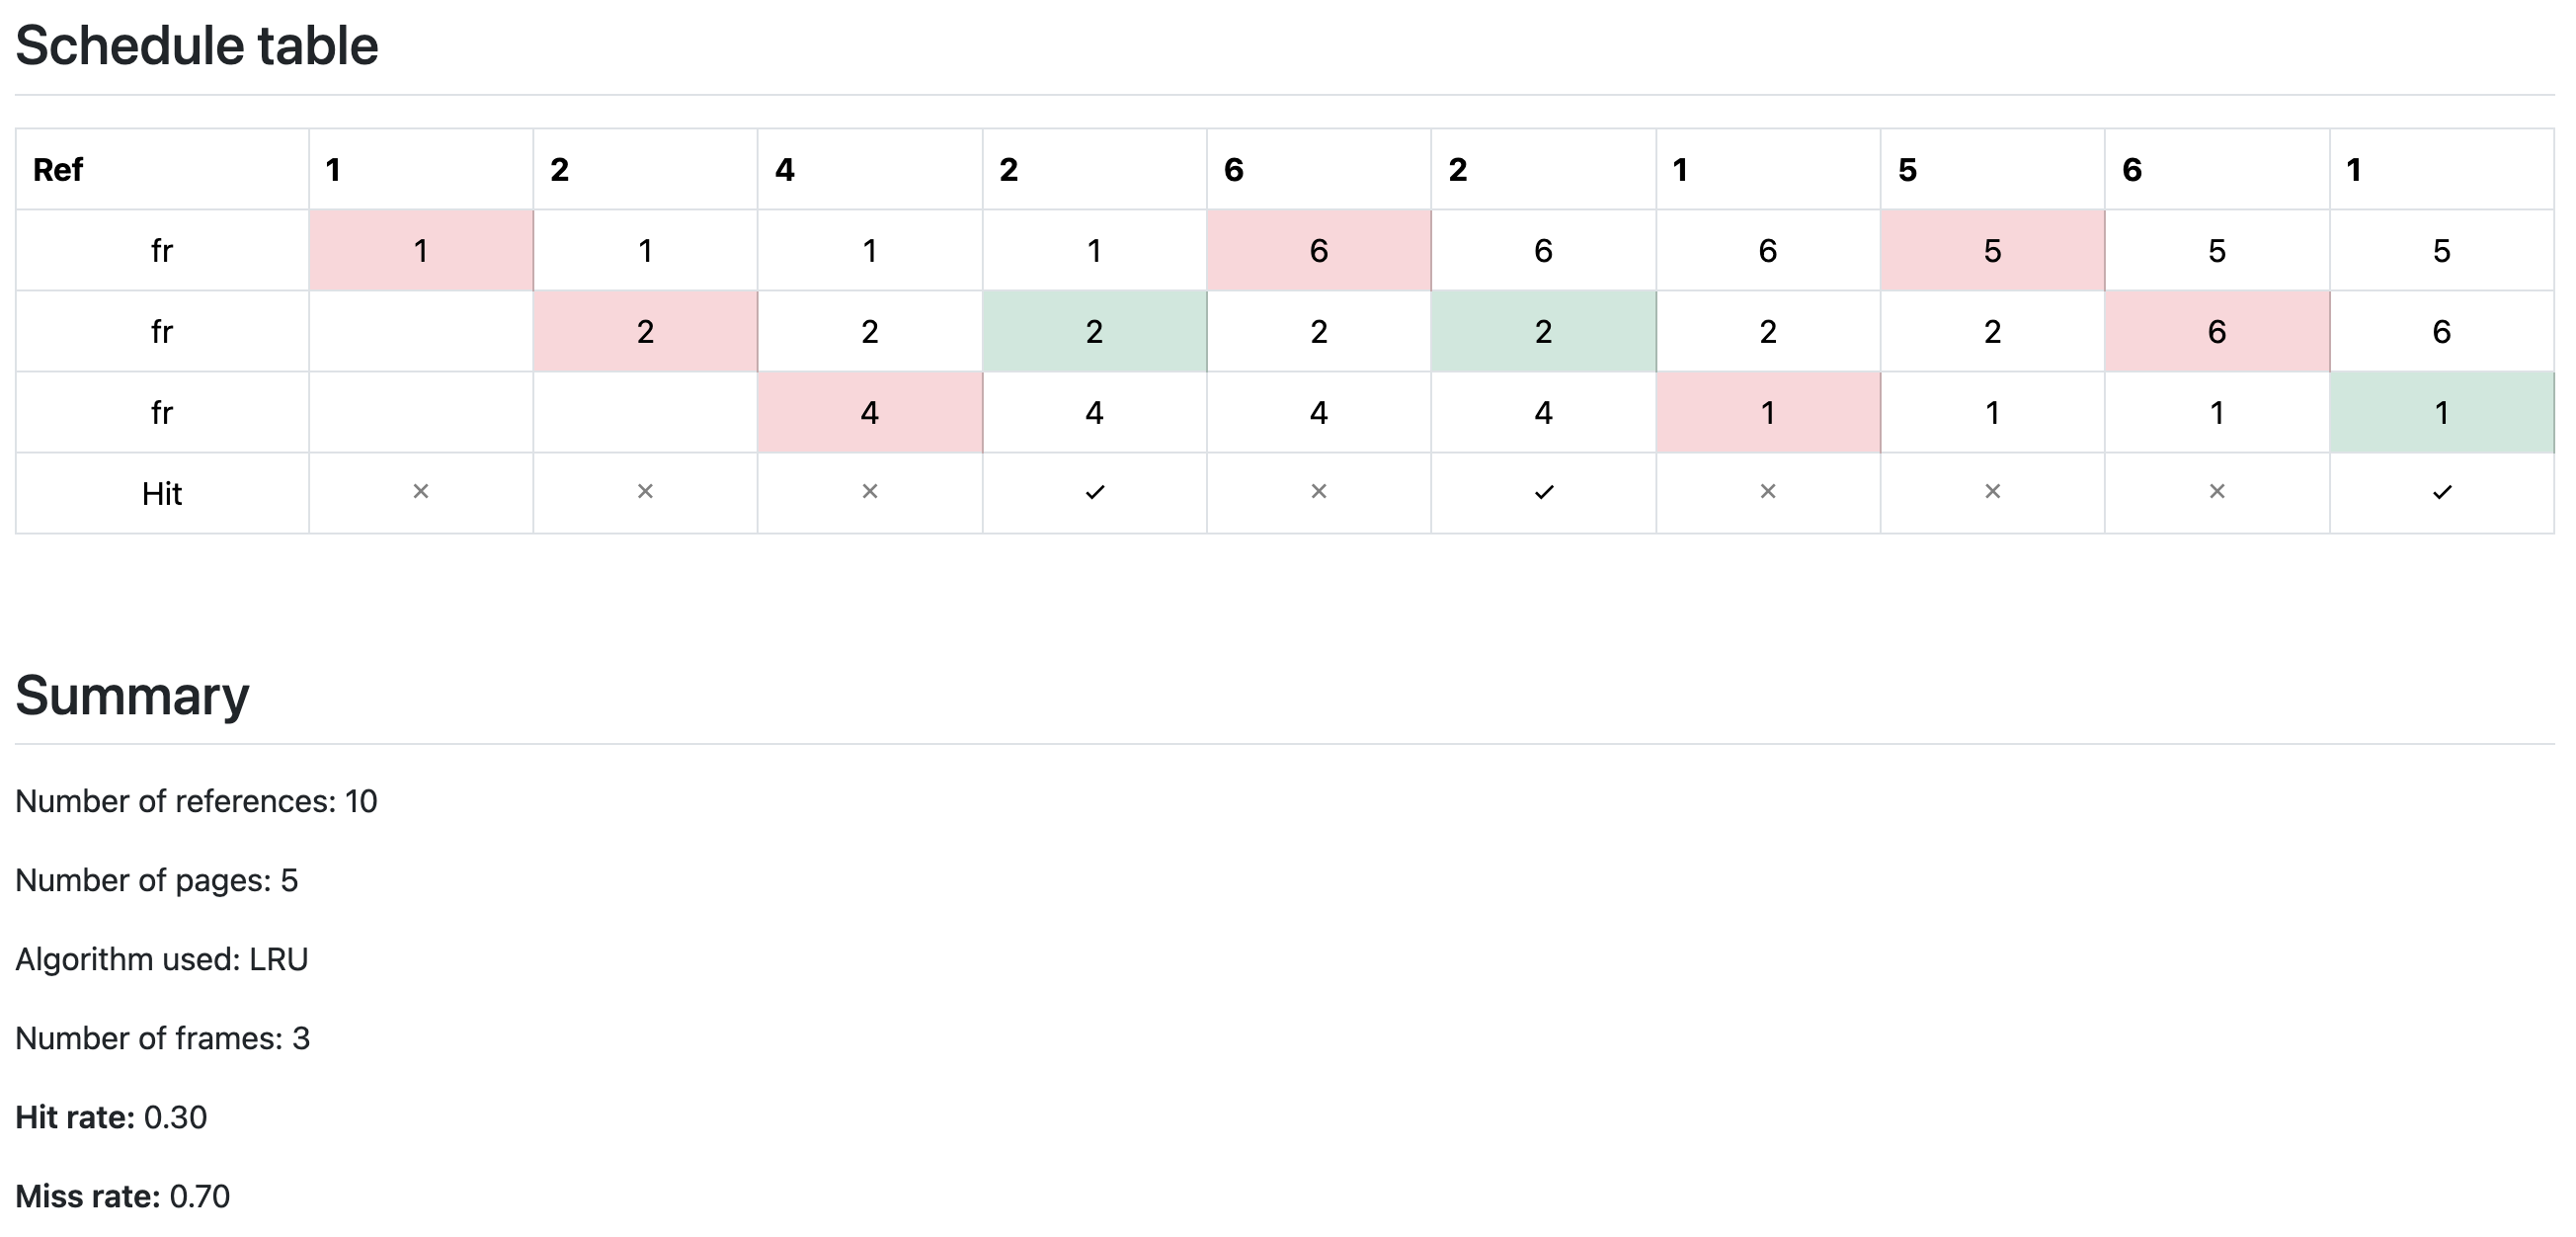 Schedule table
Ref 1 2 4 2 6 2 1 5 6 1
fr 1 1 1 1 6 6 6 5 5 5
fr 2 2 2 2 2 2 2 6 6
fr 4 4 4 4 1 1 1 1
Hit × × × ✓ × ✓ × × × ✓
Summary
Number of references: 10
Number of pages: 5
Algorithm used: LRU
Number of frames: 3
Hit rate: 0.30
Miss rate: 0.70